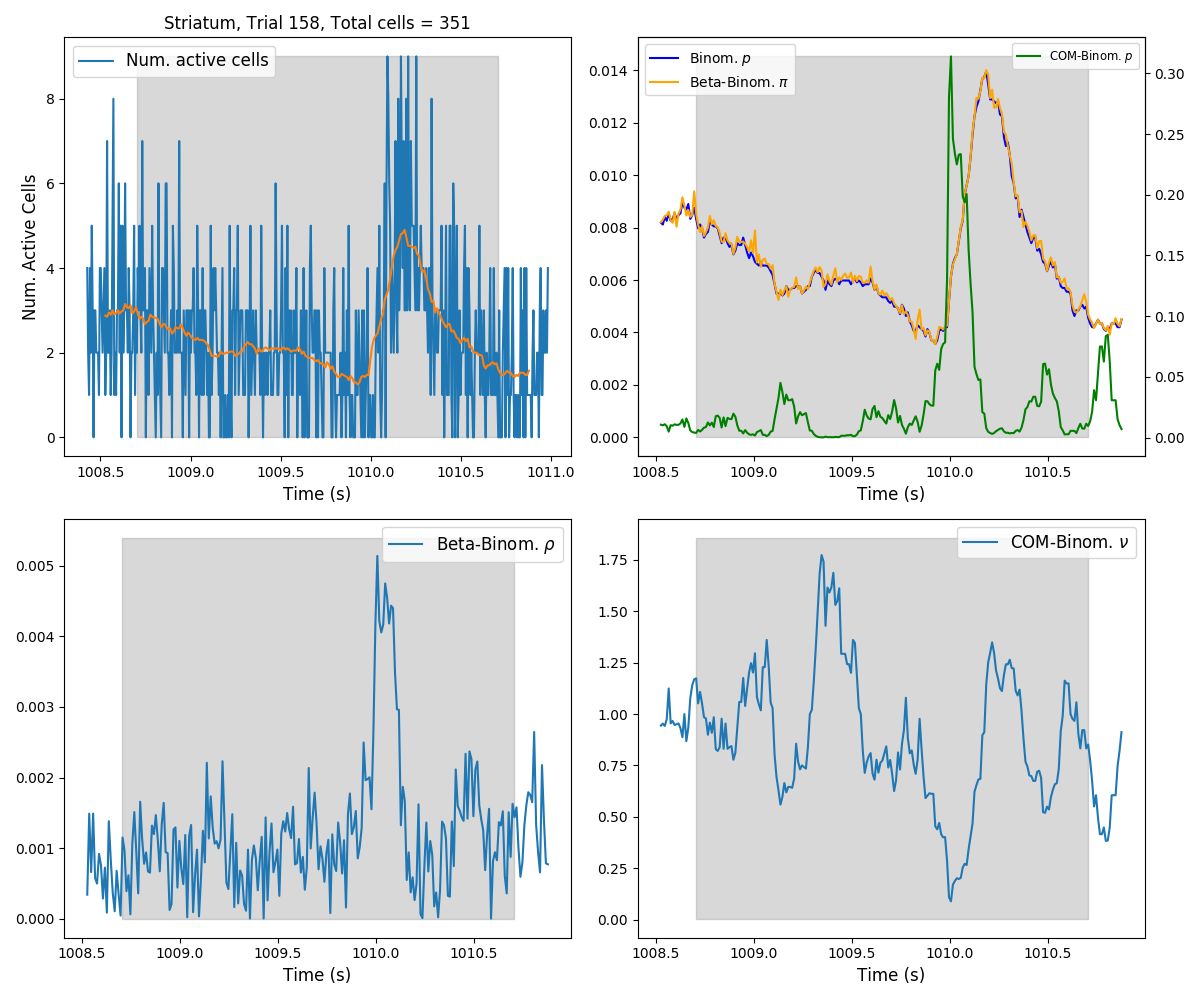 Striatum, Trial 158, Total cells = 351
Num. active cells
Num. Active Cells
8
6
4
2
0
1008.5 1009.0 1009.5 1010.0 1010.5 1011.0
Time (s)
Binom. p
Beta-Binom. π
COM-Binom. p
0.014
0.012
0.010
0.008
0.006
0.004
0.002
0.000
0.30
0.25
0.20
0.15
0.10
0.05
0.00
1008.5 1009.0 1009.5 1010.0 1010.5
Time (s)
Beta-Binom. ρ
0.005
0.004
0.003
0.002
0.001
0.000
1008.5 1009.0 1009.5 1010.0 1010.5
Time (s)
COM-Binom. ν
1.75
1.50
1.25
1.00
0.75
0.50
0.25
0.00
1008.5 1009.0 1009.5 1010.0 1010.5
Time (s)